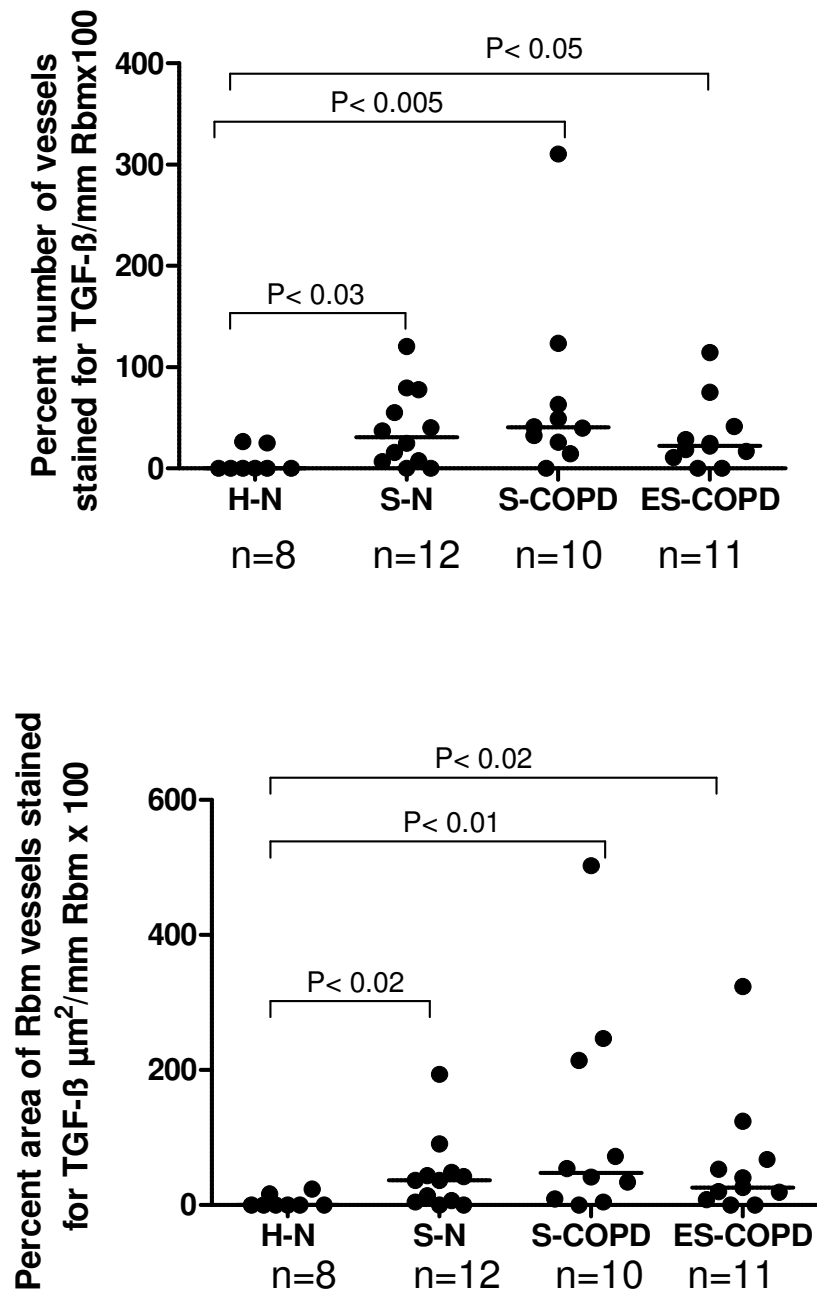 Percent number of vessels
stained for TGF-ß/mm Rbmx100
400
300
200
100
0
P< 0.05
P< 0.005
P< 0.03
H-N S-N S-COPD ES-COPD
n=8 n=12 n=10 n=11
Percent area of Rbm vessels stained
for TGF-ß µm²/mm Rbm x 100
600
400
200
0
P< 0.02
P< 0.01
P< 0.02
H-N S-N S-COPD ES-COPD
n=8 n=12 n=10 n=11